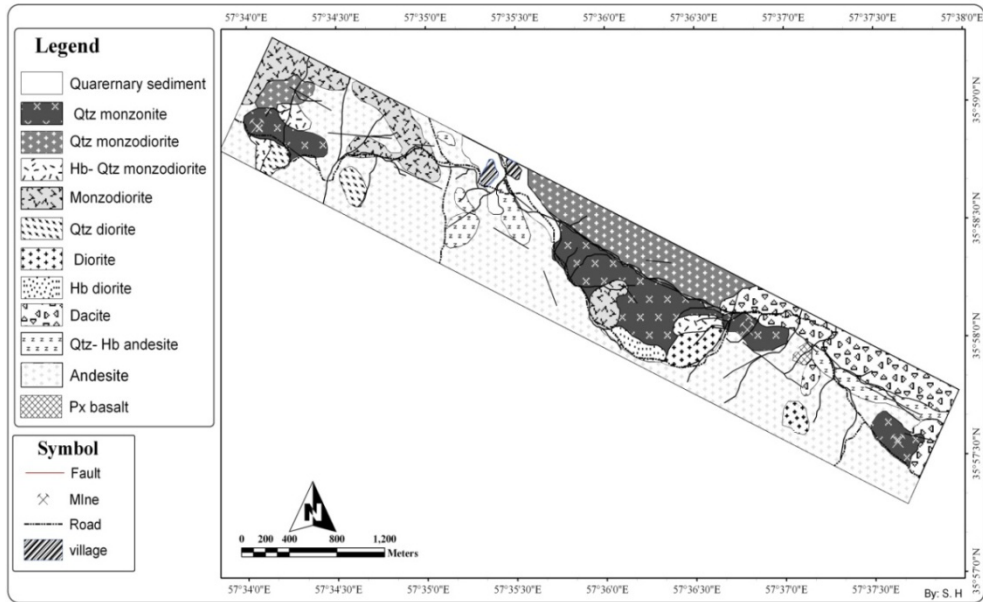 57°34'0"E 57°34'30"E 57°35'0"E 57°35'30"E 57°36'0"E 57°36'30"E 57°37'0"E 57°37'30"E 57°38'0"E
Legend
Quarernary sediment
Qtz monzonite
Qtz monzodiorite
Hb- Qtz monzodiorite
Monzodiorite
Qtz diorite
Diorite
Hb diorite
Dacite
Qtz- Hb andesite
Andesite
Px basalt
Symbol
Fault
MIne
Road
village
N
0 200 400 800 1,200
Meters
35°59'0"N
35°58'30"N
35°58'0"N
35°57'30"N
35°57'0"N
57°34'0"E 57°34'30"E 57°35'0"E 57°35'30"E 57°36'0"E 57°36'30"E 57°37'0"E 57°37'30"E
By: S. H